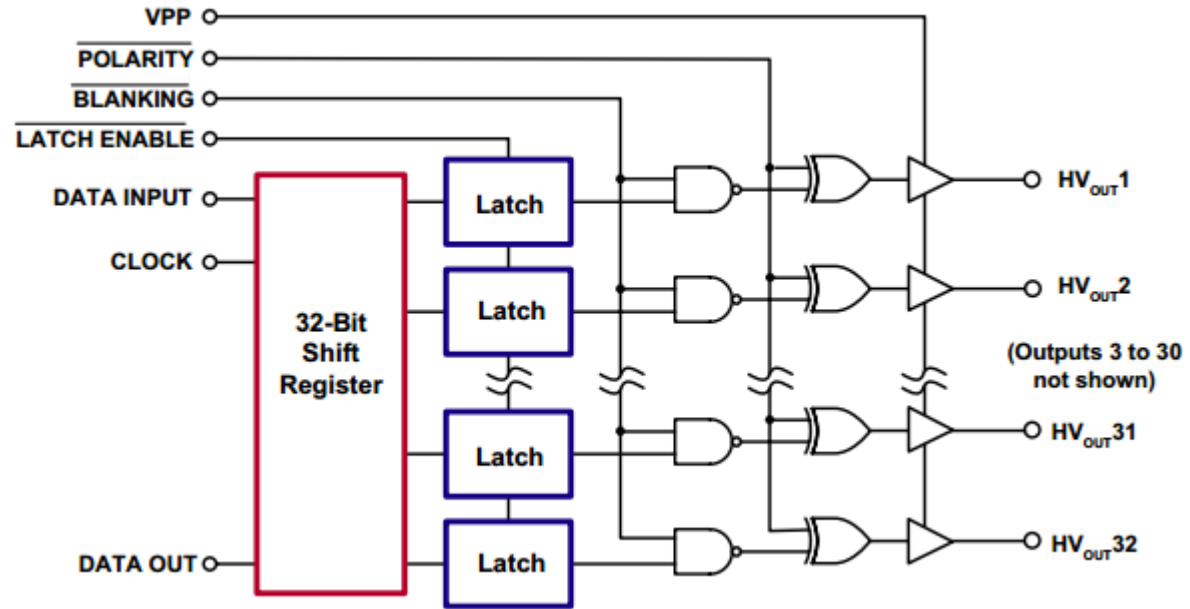 VPP
POLARITY
BLANKING
LATCH ENABLE
DATA INPUT
CLOCK
DATA OUT
32-Bit
Shift
Register
Latch
Latch
Latch
Latch
HVOUT1
HVOUT2
(Outputs 3 to 30
not shown)
HVOUT31
HVOUT32